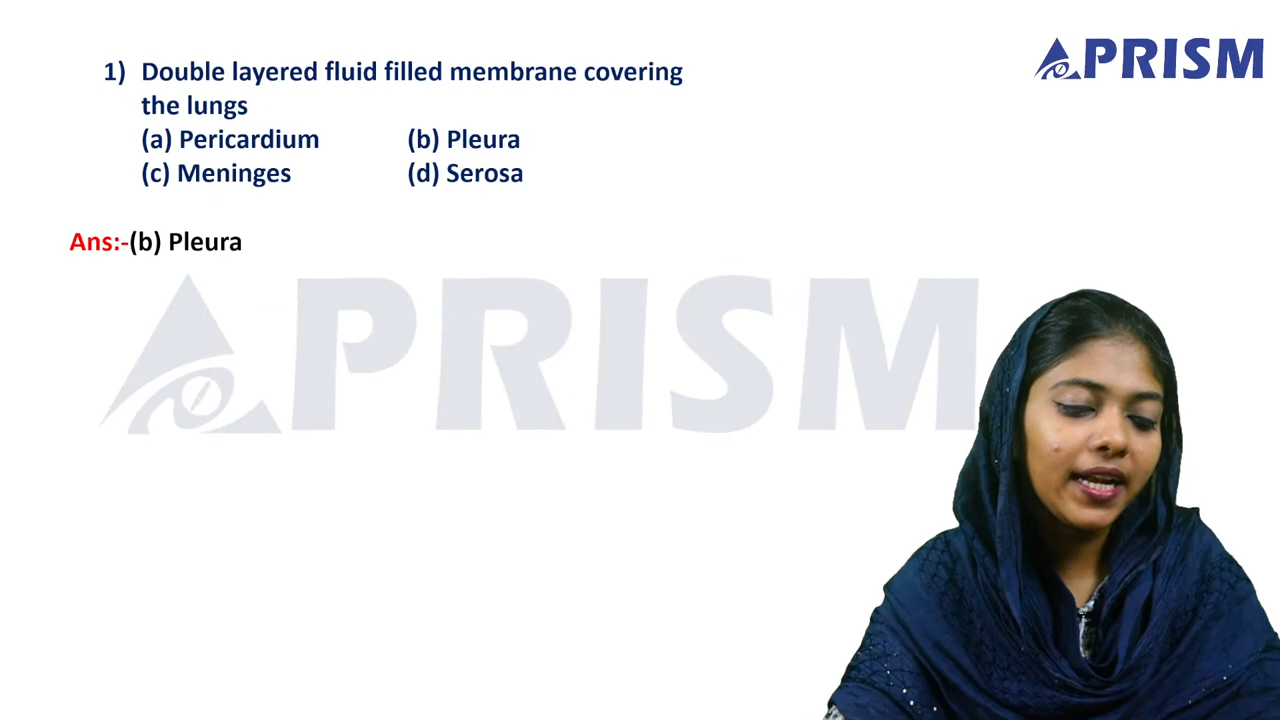 PRISM
1) Double layered fluid filled membrane covering
the lungs
(a) Pericardium (b) Pleura
(c) Meninges (d) Serosa
Ans:-(b) Pleura
PRISM